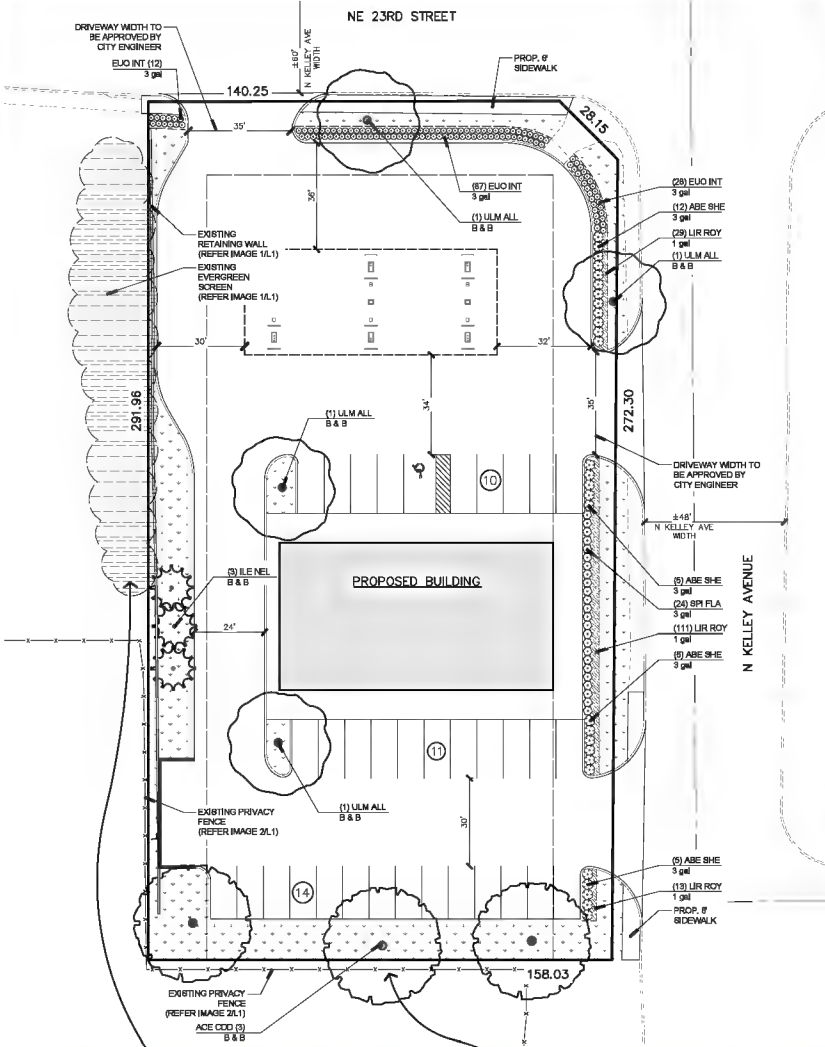 NE 23RD STREET
DRIVEWAY WIDTH TO
BE APPROVED BY
CITY ENGINEER
EUO INT (12)
3 gal
±60'
N KELLEY AVE
WIDTH
PROP. 6'
SIDEWALK
140.25
28.15
35'
36'
(87) EUO INT
3 gal
(1) ULM ALL
B & B
(28) EUO INT
3 gal
(12) ABE SHE
3 gal
(29) LIR ROY
1 gal
(1) ULM ALL
B & B
EXISTING
RETAINING WALL
(REFER IMAGE 1/L1)
EXISTING
EVERGREEN
SCREEN
(REFER IMAGE 1/L1)
30'
32'
34'
35'
291.96
272.30
(1) ULM ALL
B & B
10
DRIVEWAY WIDTH TO
BE APPROVED BY
CITY ENGINEER
±48'
N KELLEY AVE
WIDTH
N KELLEY AVENUE
(3) ILE NEL
B & B
PROPOSED BUILDING
24'
(5) ABE SHE
3 gal
(24) SPI FLA
3 gal
(111) LIR ROY
1 gal
(6) ABE SHE
3 gal
11
(1) ULM ALL
B & B
EXISTING PRIVACY
FENCE
(REFER IMAGE 2/L1)
30'
14
(5) ABE SHE
3 gal
(13) LIR ROY
1 gal
PROP. 6'
SIDEWALK
158.03
EXISTING PRIVACY
FENCE
(REFER IMAGE 2/L1)
ACE CDD (3)
B & B